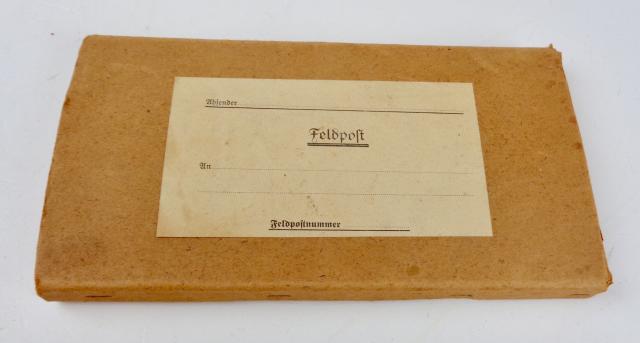 Absender
Feldpost
An
Feldpostnummer